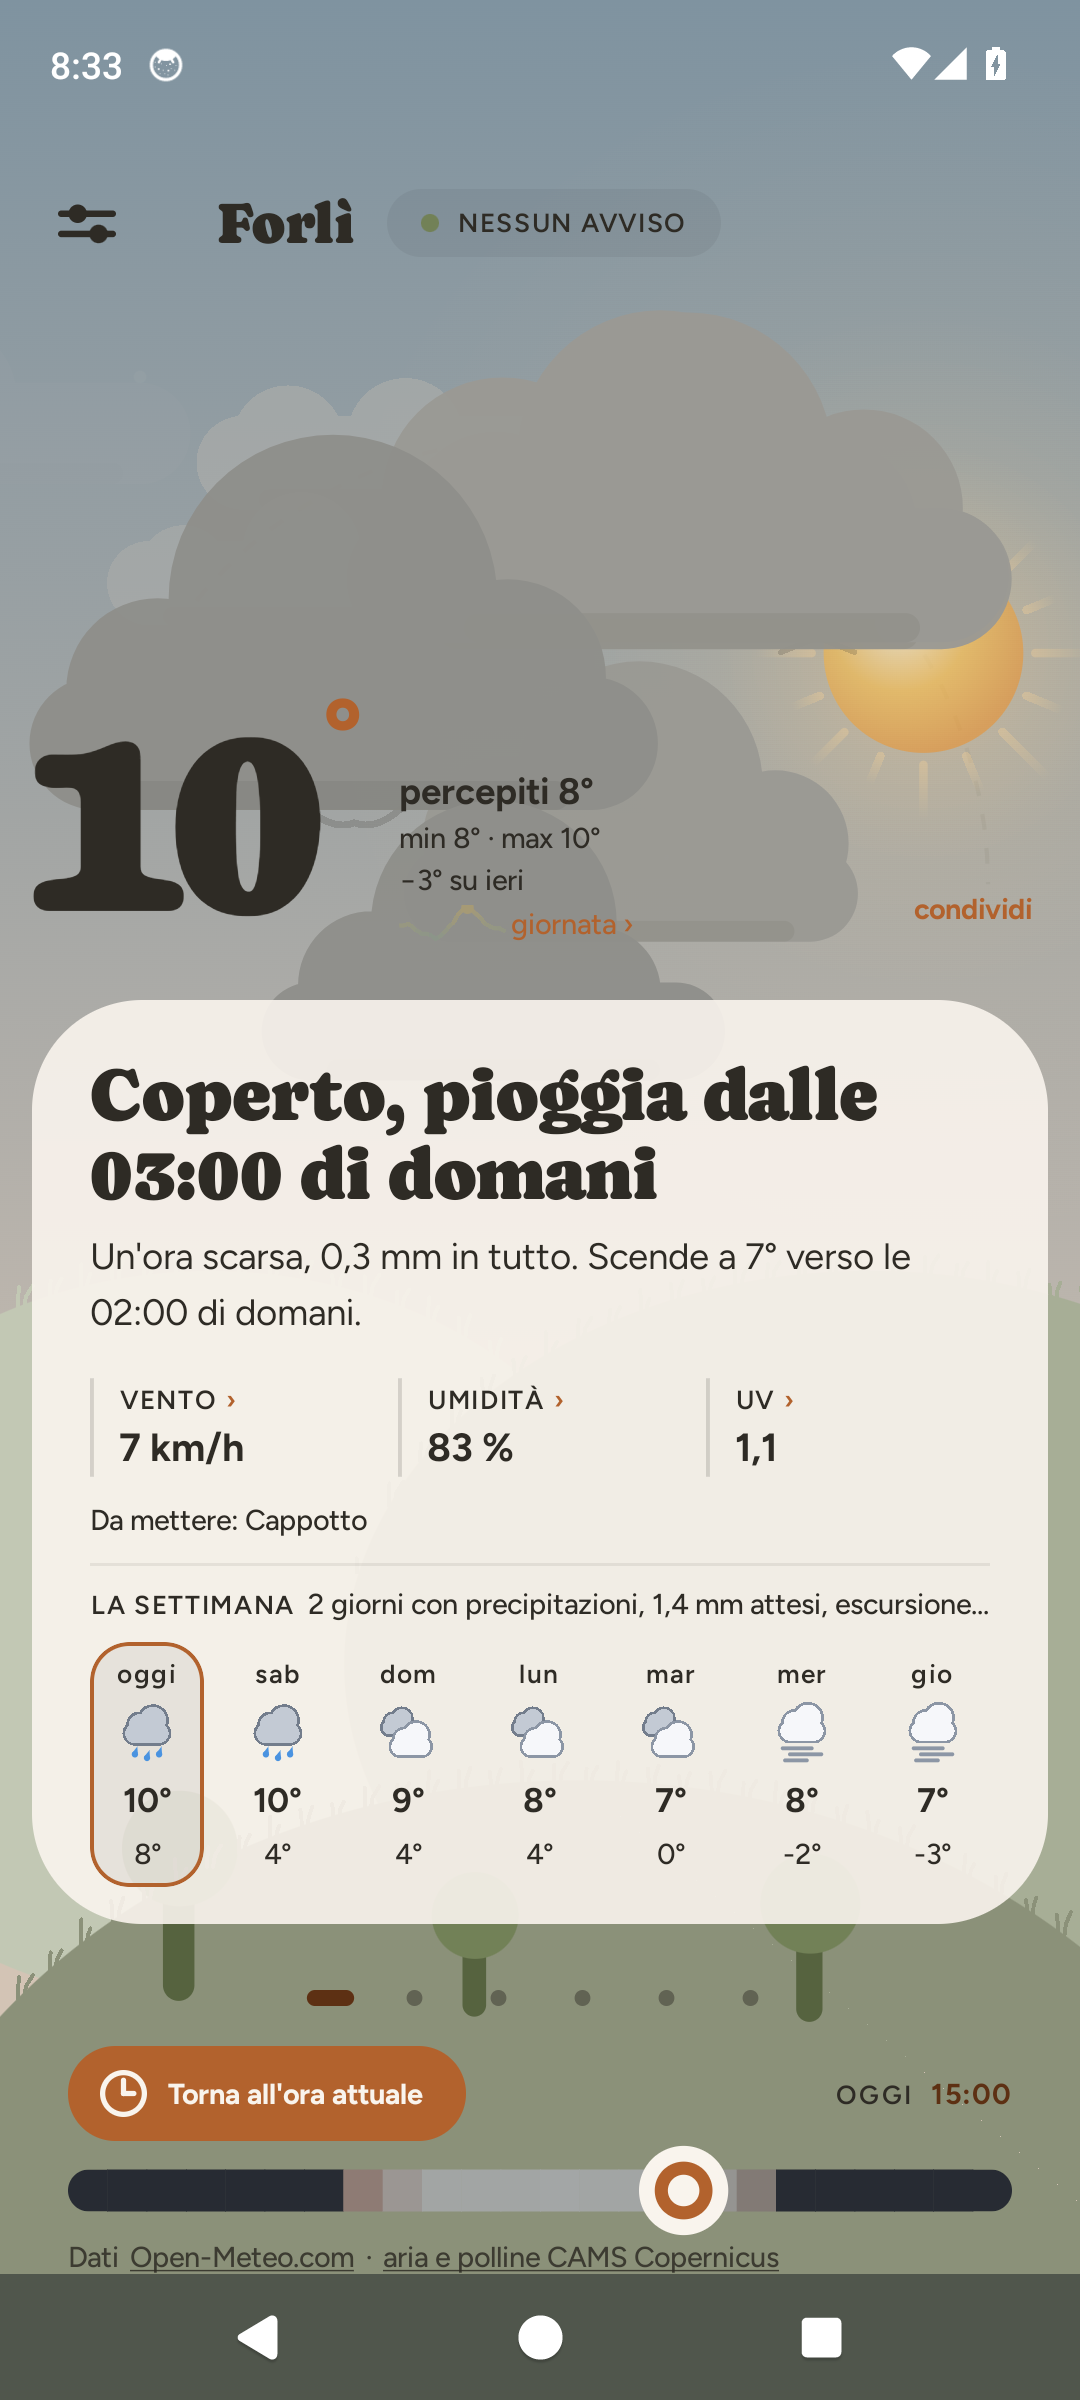 8:33
Forlì
NESSUN AVVISO
10°
percepiti 8°
min 8° · max 10°
−3° su ieri
giornata ›
condividi
Coperto, pioggia dalle
03:00 di domani
Un'ora scarsa, 0,3 mm in tutto. Scende a 7° verso le
02:00 di domani.
VENTO › UMIDITÀ › UV ›
7 km/h 83 % 1,1
Da mettere: Cappotto
LA SETTIMANA 2 giorni con precipitazioni, 1,4 mm attesi, escursione...
oggi sab dom lun mar mer gio
10° 10° 9° 8° 7° 8° 7°
8° 4° 4° 4° 0° -2° -3°
Torna all'ora attuale
OGGI 15:00
Dati Open-Meteo.com · aria e polline CAMS Copernicus